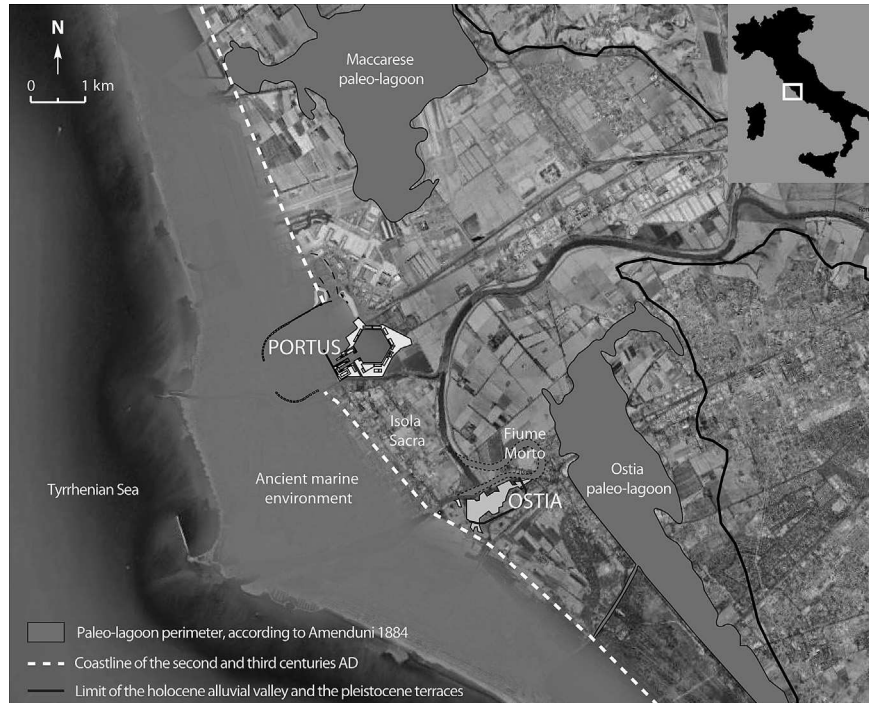 N
0 1 km
Maccarese
paleo-lagoon
PORTUS
Isola
Sacra
Fiume
Morto
Ostia
paleo-lagoon
OSTIA
Ancient marine
environment
Tyrrhenian Sea
Paleo-lagoon perimeter, according to Amenduni 1884
Coastline of the second and third centuries AD
Limit of the holocene alluvial valley and the pleistocene terraces